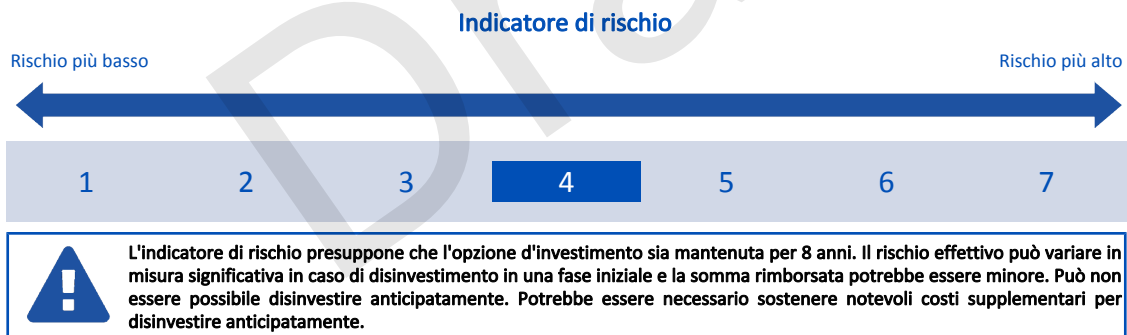 Indicatore di rischio
Rischio più basso
Rischio più alto
1 2 3 4 5 6 7
L'indicatore di rischio presuppone che l'opzione d'investimento sia mantenuta per 8 anni. Il rischio effettivo può variare in
misura significativa in caso di disinvestimento in una fase iniziale e la somma rimborsata potrebbe essere minore. Può non
essere possibile disinvestire anticipatamente. Potrebbe essere necessario sostenere notevoli costi supplementari per
disinvestire anticipatamente.